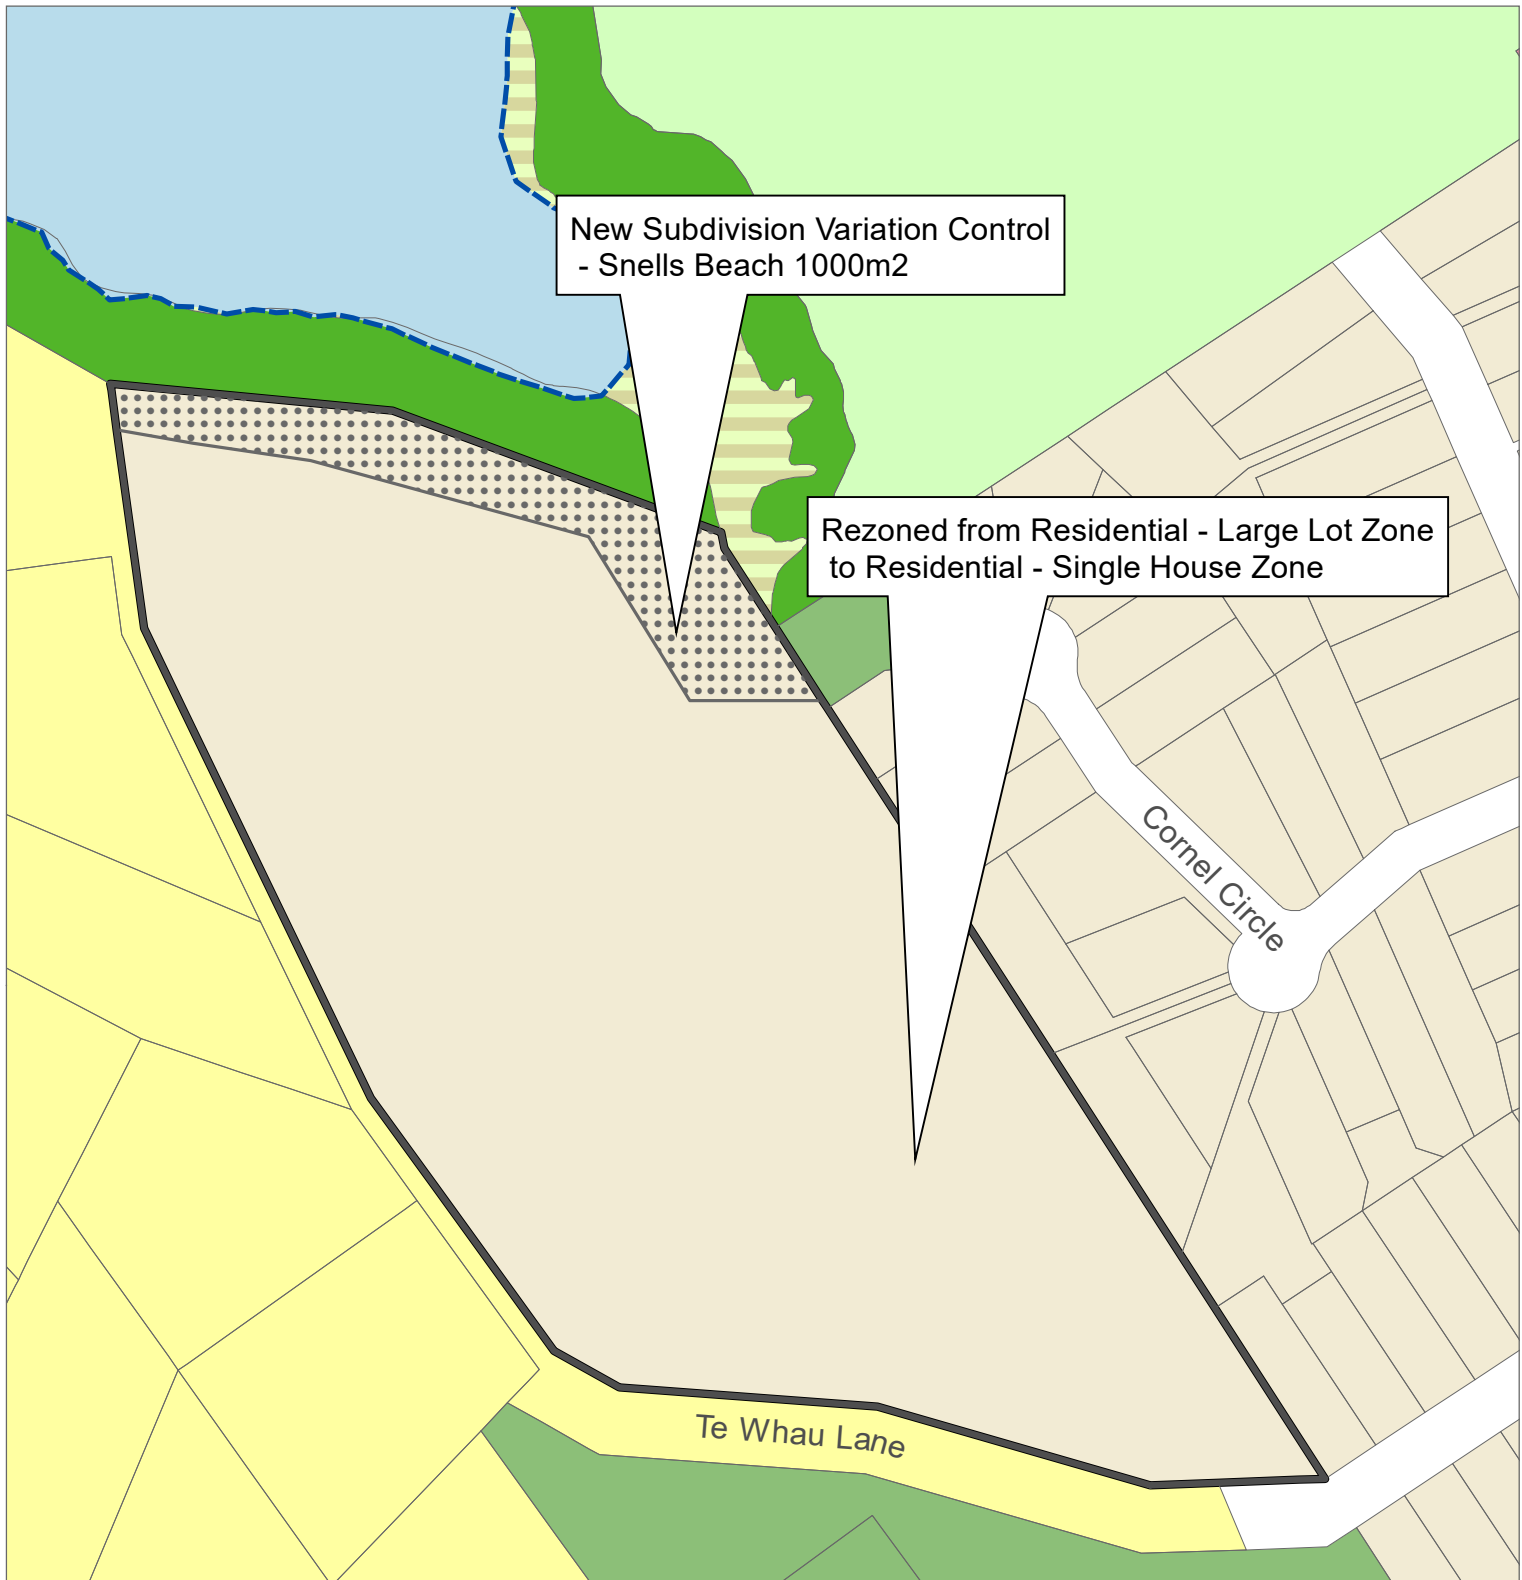 New Subdivision Variation Control
- Snells Beach 1000m2
Rezoned from Residential - Large Lot Zone
to Residential - Single House Zone
Cornel Circle
Te Whau Lane